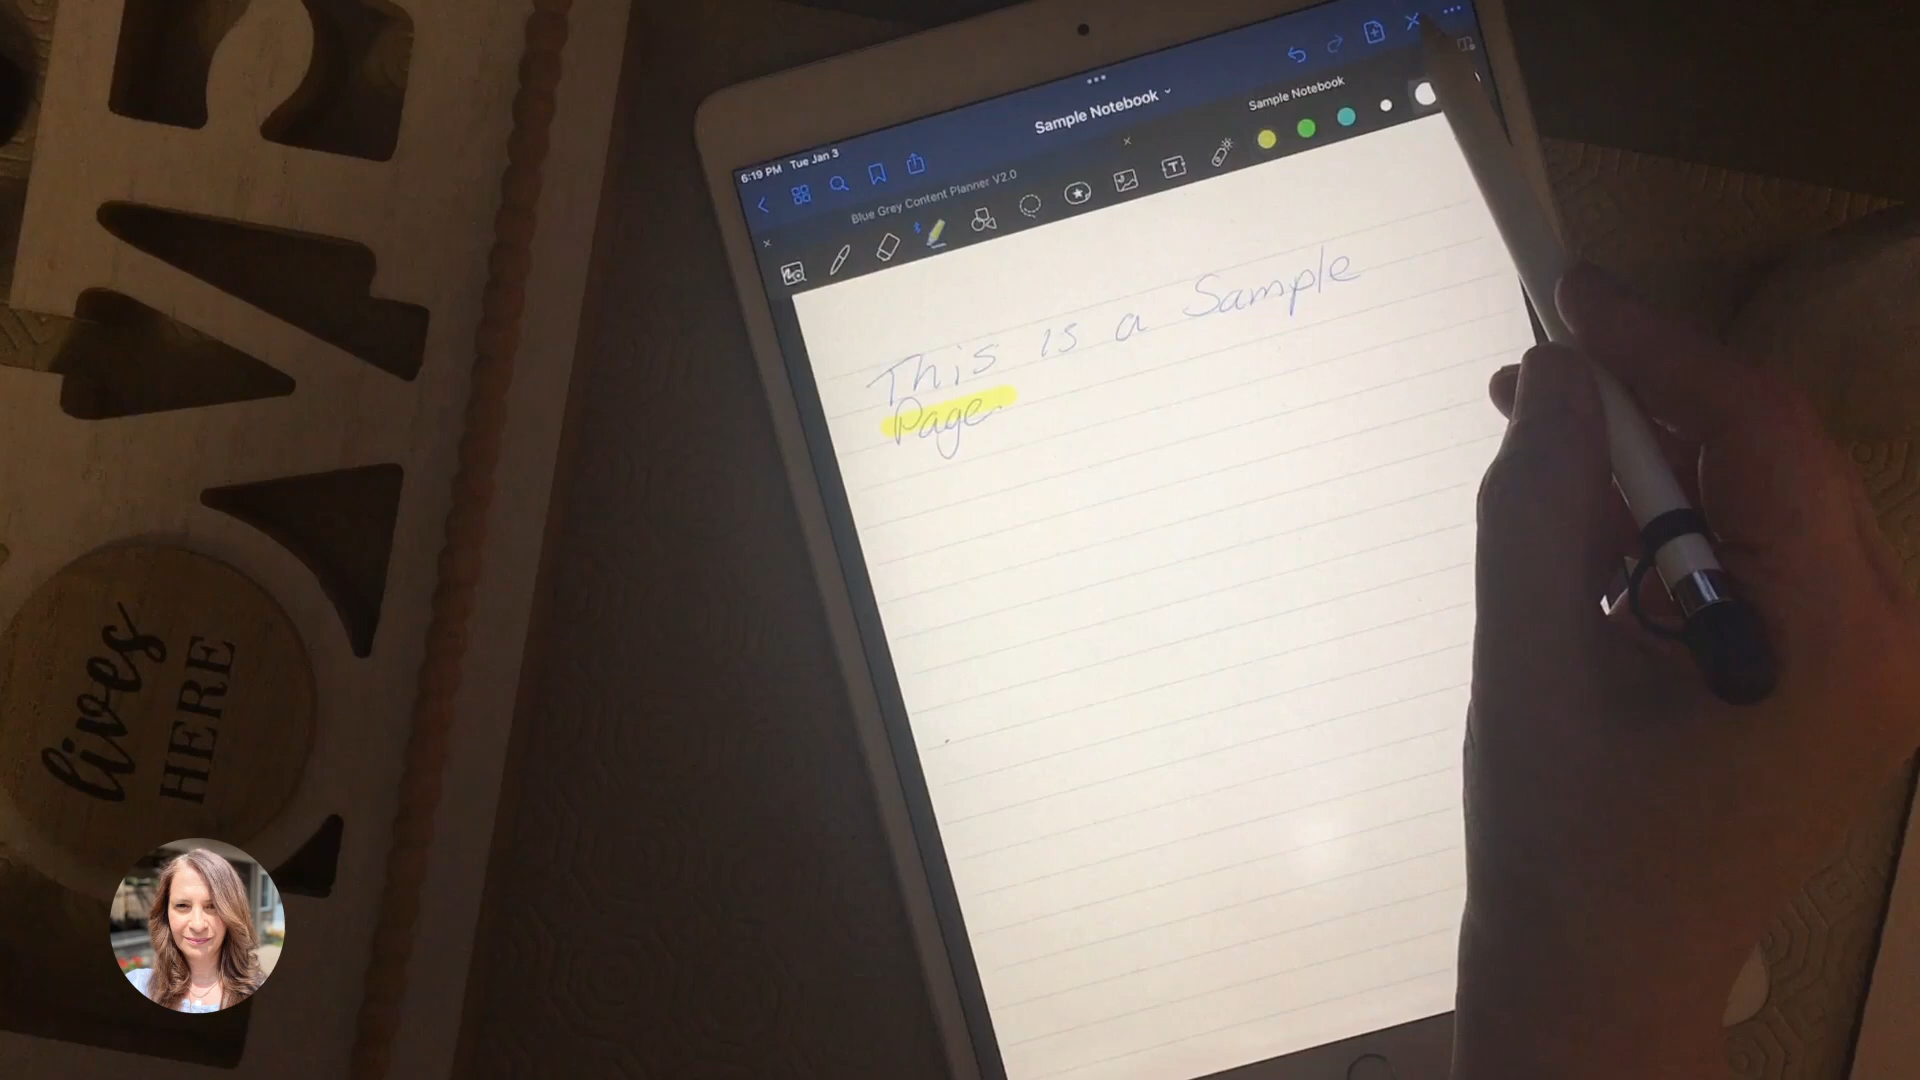 6:19 PM Tue Jan 3
Sample Notebook
Blue Grey Content Planner V2.0
Sample Notebook
This is a Sample
Page.
lives
HERE